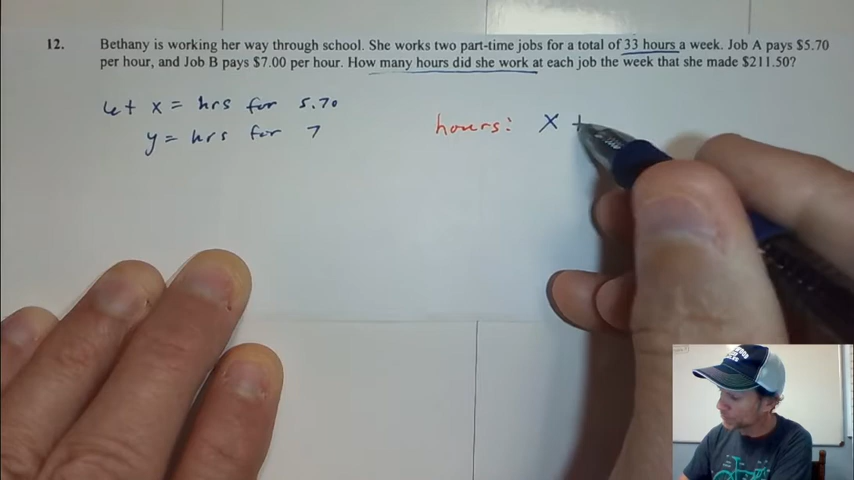 12. Bethany is working her way through school. She works two part-time jobs for a total of 33 hours a week. Job A pays $5.70
per hour, and Job B pays $7.00 per hour. How many hours did she work at each job the week that she made $211.50?
let x = hrs for 5.70
y = hrs for 7
hours: x +